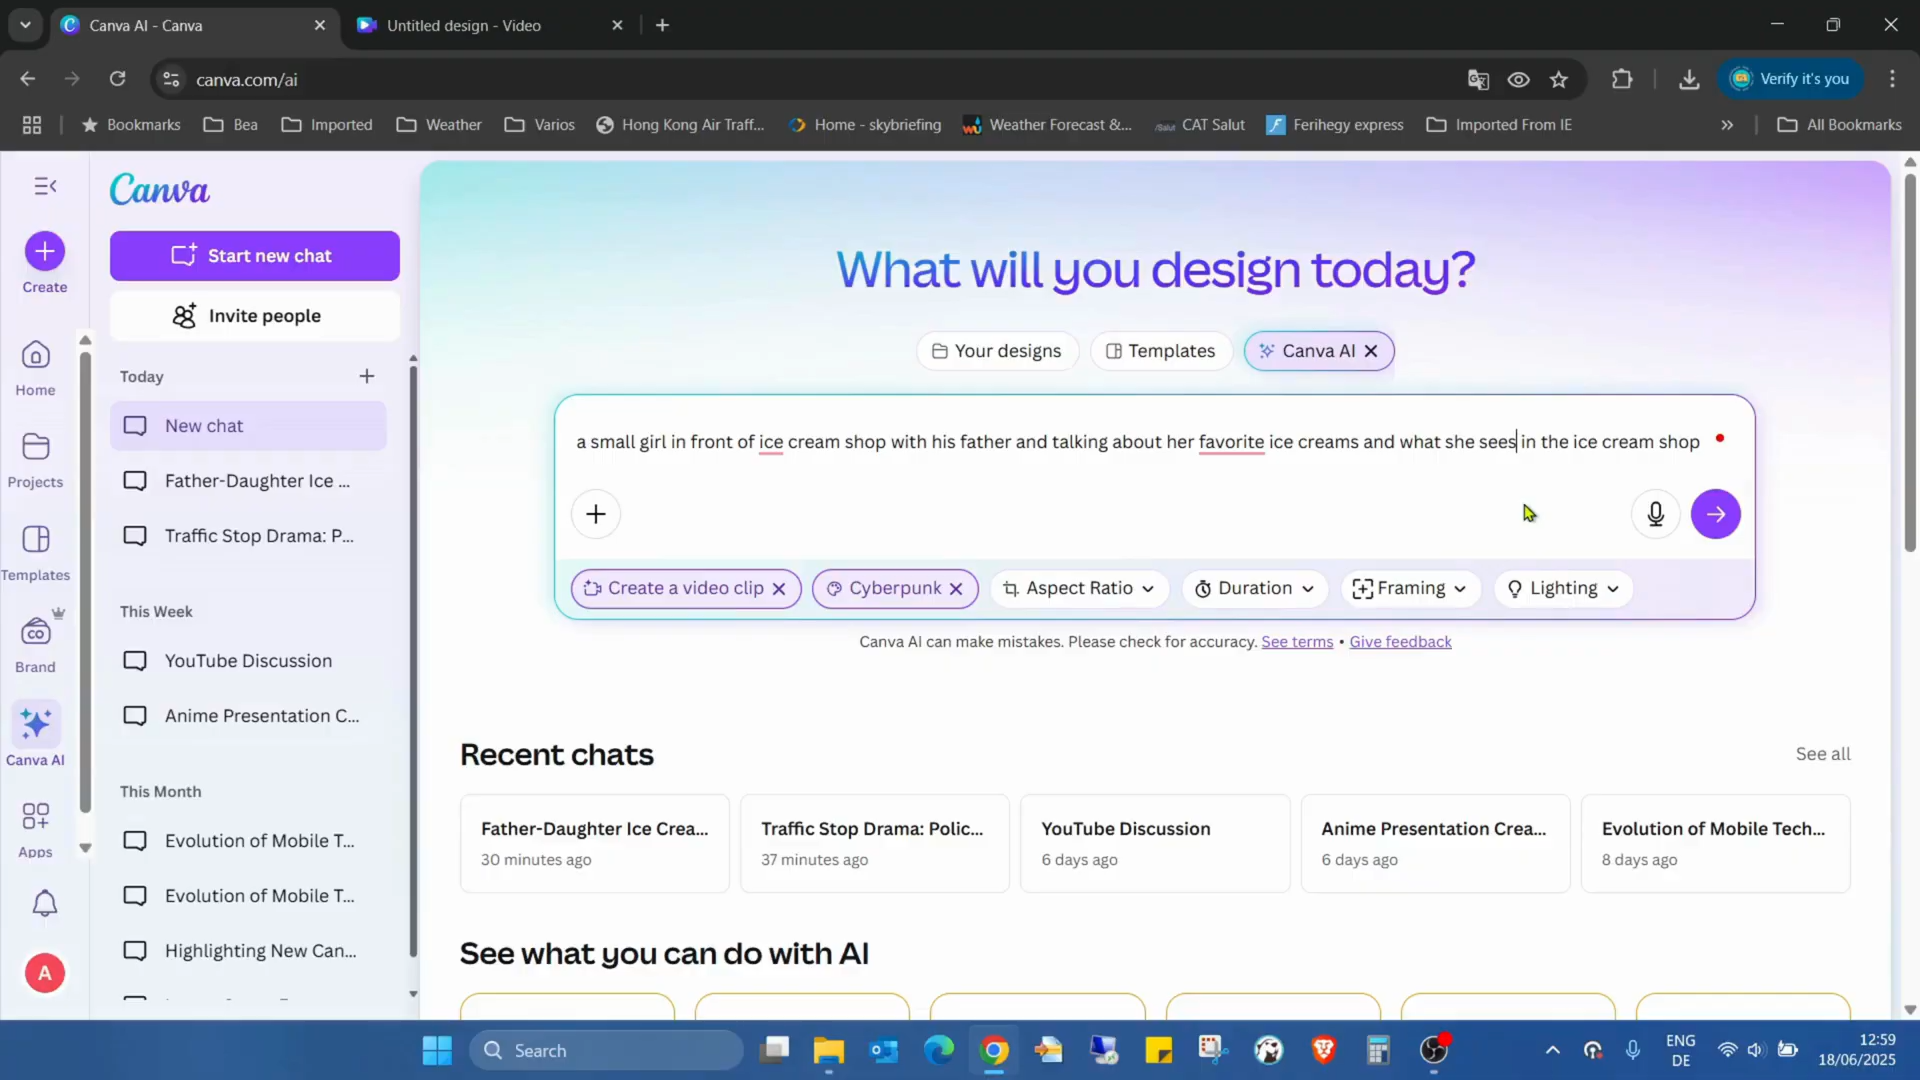 Canva AI - Canva
Untitled design - Video
canva.com/ai
Verify it's you
Bookmarks
Bea
Imported
Weather
Varios
Hong Kong Air Traff...
Home - skybriefing
Weather Forecast &...
CAT Salut
Ferihegy express
Imported From IE
All Bookmarks
Canva
Start new chat
Create
Invite people
Today
New chat
Father-Daughter Ice ...
Traffic Stop Drama: P...
This Week
YouTube Discussion
Anime Presentation C...
This Month
Evolution of Mobile T...
Evolution of Mobile T...
Highlighting New Can...
Home
Projects
Templates
Brand
Canva AI
Apps
A
What will you design today?
Your designs
Templates
Canva AI
a small girl in front of ice cream shop with his father and talking about her favorite ice creams and what she sees in the ice cream shop
Create a video clip
Cyberpunk
Aspect Ratio
Duration
Framing
Lighting
Canva AI can make mistakes. Please check for accuracy. See terms • Give feedback
Recent chats
See all
Father-Daughter Ice Crea...
30 minutes ago
Traffic Stop Drama: Polic...
37 minutes ago
YouTube Discussion
6 days ago
Anime Presentation Crea...
6 days ago
Evolution of Mobile Tech...
8 days ago
See what you can do with AI
Search
ENG
DE
12:59
18/06/2025